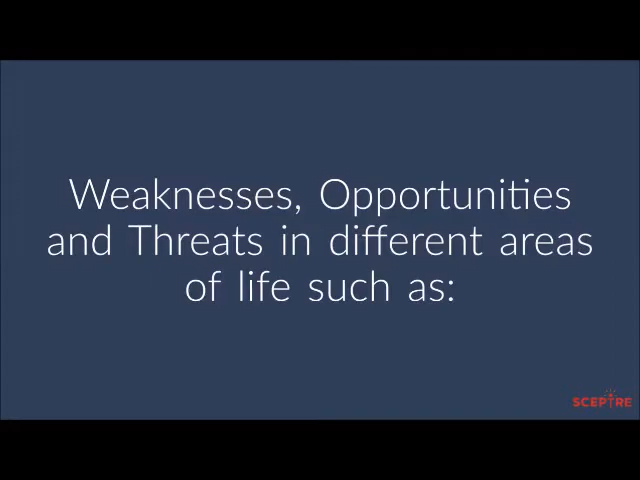 Weaknesses, Opportunities
and Threats in different areas
of life such as:
SCEPTRE